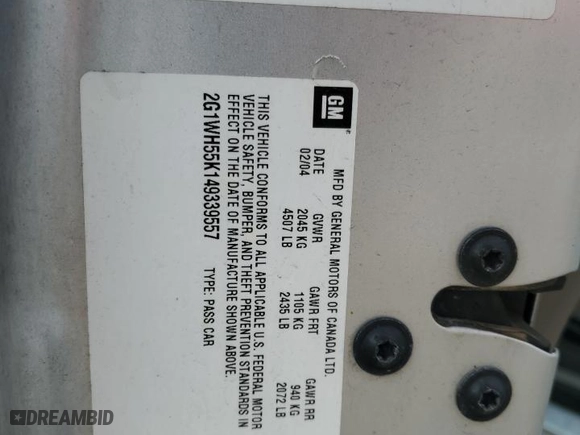 GM®
MFD BY GENERAL MOTORS OF CANADA LTD.
DATE GVWR GAWR FRT GAWR RR
02/04 2045 KG 1105 KG 940 KG
4507 LB 2435 LB 2072 LB
THIS VEHICLE CONFORMS TO ALL APPLICABLE U.S. FEDERAL MOTOR
VEHICLE SAFETY, BUMPER, AND THEFT PREVENTION STANDARDS IN
EFFECT ON THE DATE OF MANUFACTURE SHOWN ABOVE.
2G1WH55K149339557 TYPE: PASS CAR
DREAMBID